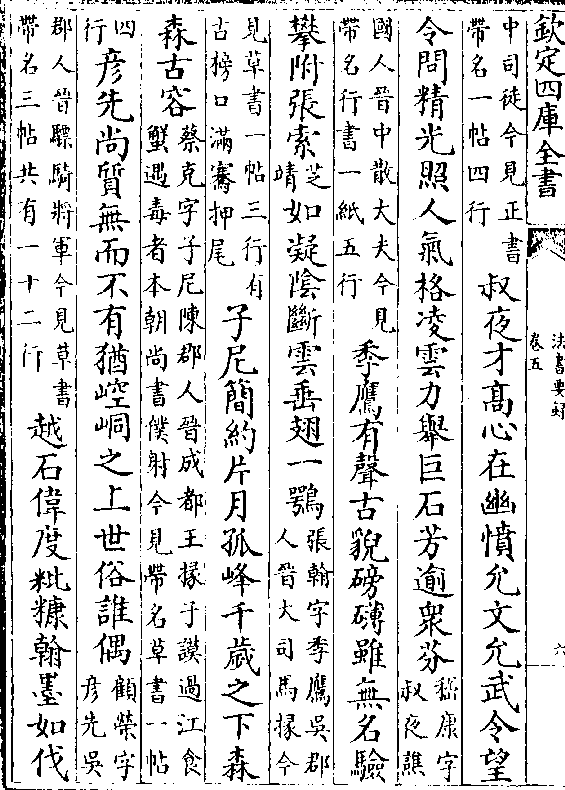 欽定四庫全書
法書要録
卷五
六
中司徒今見正書
帶名一帖四行
叔夜才高心在幽憤允文允武令望
令問精光照人氣格凌雲力舉巨石芳逾衆芬
嵇康字
叔夜譙
國人晉中散大夫今見
帶名行書一紙五行
季鷹有聲古貌磅礴雖無名驗
攀附張索
芝
靖
如凝陰斷雲垂翅一鶚
張翰字季鷹吳郡
人晉大司馬掾今
見草書一帖三行有
古榜口滿騫押尾
子尼簡約片月孤峰千歲之下森
森古容
蔡克字子尼陳郡人晉成都王掾子謨過江食
蟹遇毒者本朝尚書僕射今見帶名草書一帖
四
行
彦先尚質無而不有猶崆峒之上世俗誰偶
顧榮字
彦先吳
郡人晉驃騎將軍今見草書
帶名三帖共有一十二行
越石偉度粃糠翰墨如伐